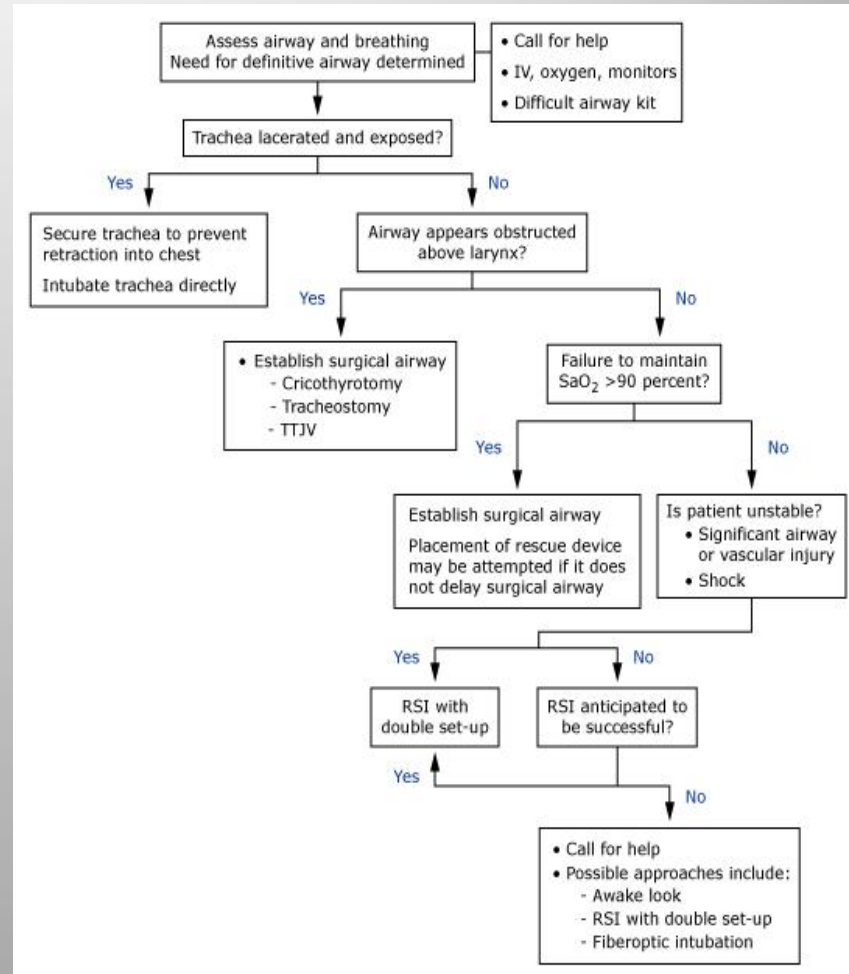 Assess airway and breathing
Need for definitive airway determined
• Call for help
• IV, oxygen, monitors
• Difficult airway kit
Trachea lacerated and exposed?
Yes
No
Secure trachea to prevent
retraction into chest
Intubate trachea directly
Airway appears obstructed
above larynx?
Yes
No
• Establish surgical airway
- Cricothyrotomy
- Tracheostomy
- TTJV
Failure to maintain
SaO₂ >90 percent?
Yes
No
Establish surgical airway
Placement of rescue device
may be attempted if it does
not delay surgical airway
Is patient unstable?
• Significant airway
or vascular injury
• Shock
Yes
No
RSI with
double set-up
RSI anticipated to
be successful?
Yes
No
• Call for help
• Possible approaches include:
- Awake look
- RSI with double set-up
- Fiberoptic intubation